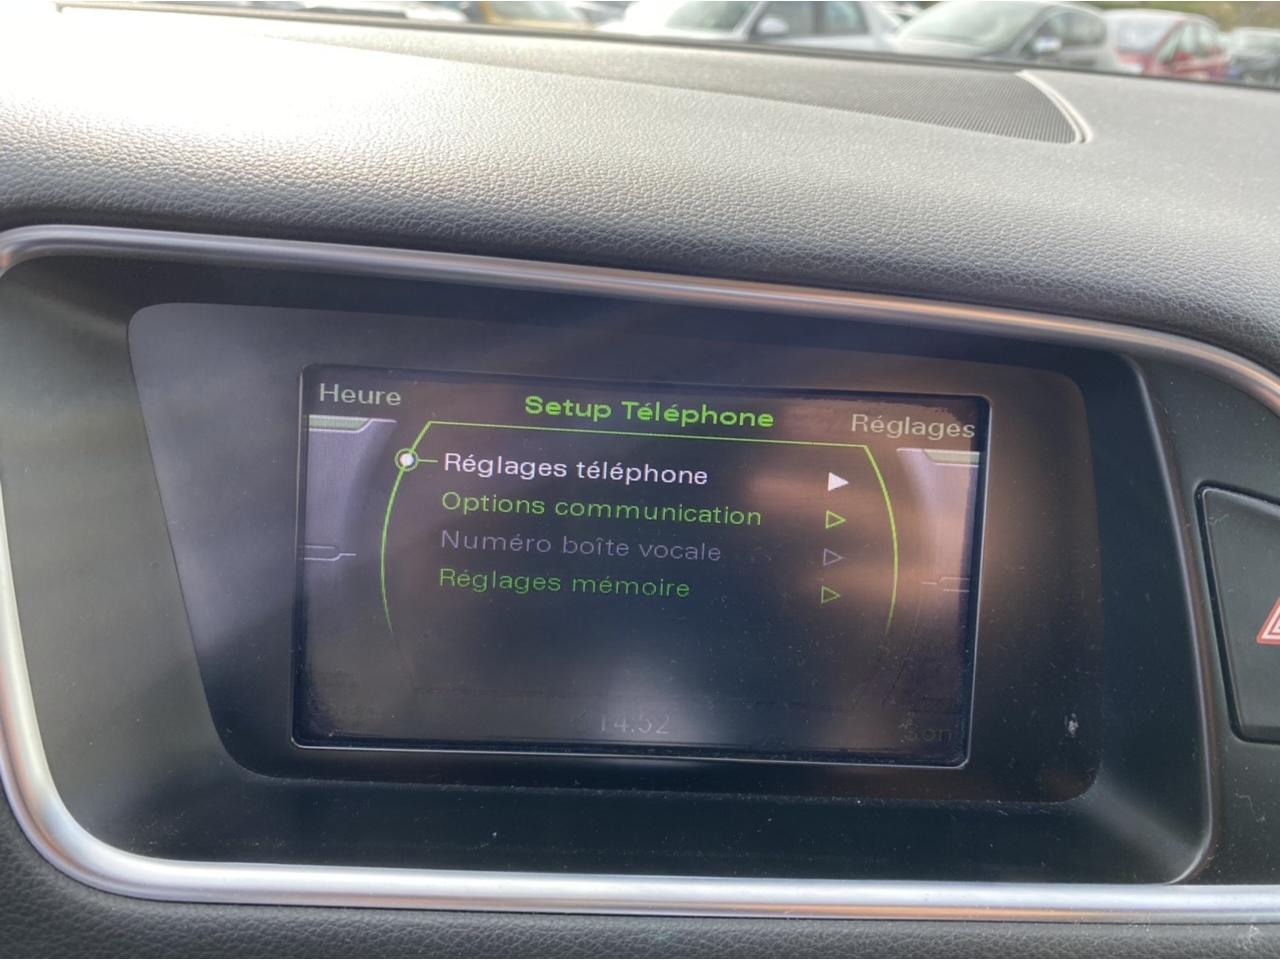 Heure
Setup Téléphone
Réglages
Réglages téléphone
Options communication
Numéro boîte vocale
Réglages mémoire
14:52
Son